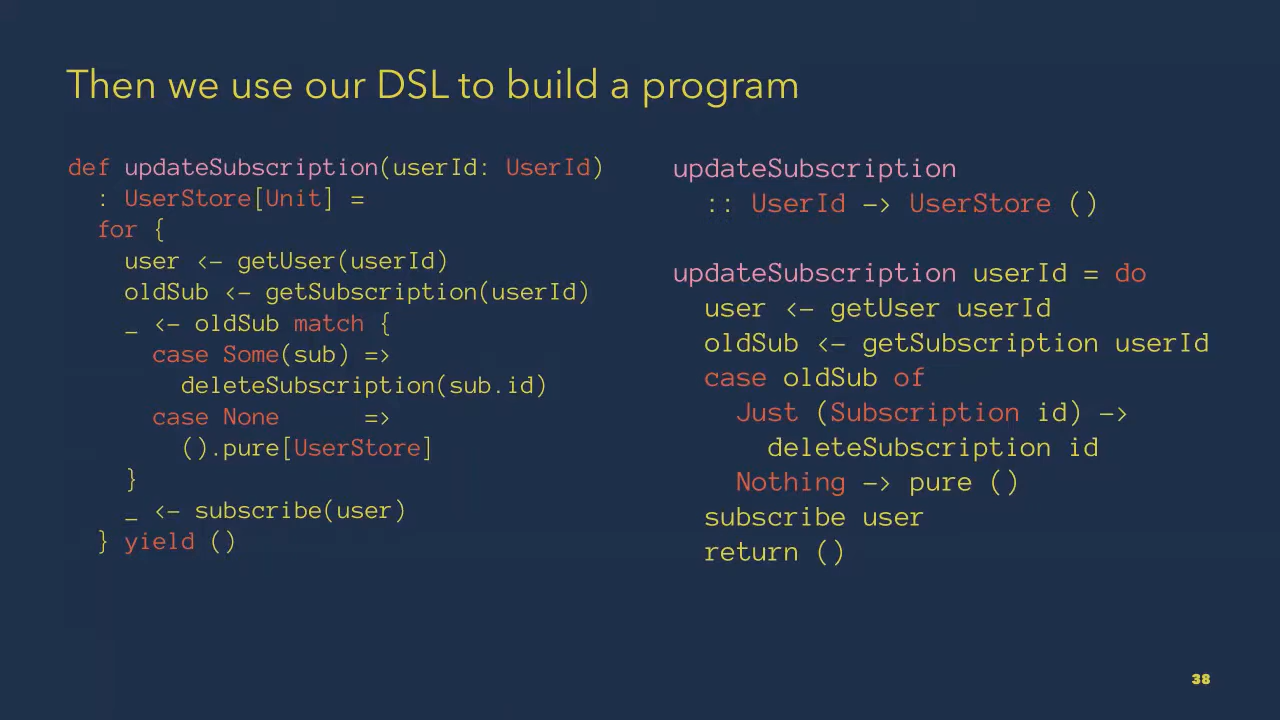 Then we use our DSL to build a program
def updateSubscription(userId: UserId)
  : UserStore[Unit] =
  for {
    user <- getUser(userId)
    oldSub <- getSubscription(userId)
    _ <- oldSub match {
      case Some(sub) =>
        deleteSubscription(sub.id)
      case None      =>
        ().pure[UserStore]
    }
    _ <- subscribe(user)
  } yield ()
updateSubscription
  :: UserId -> UserStore ()
updateSubscription userId = do
  user <- getUser userId
  oldSub <- getSubscription userId
  case oldSub of
    Just (Subscription id) ->
      deleteSubscription id
    Nothing -> pure ()
  subscribe user
  return ()
38